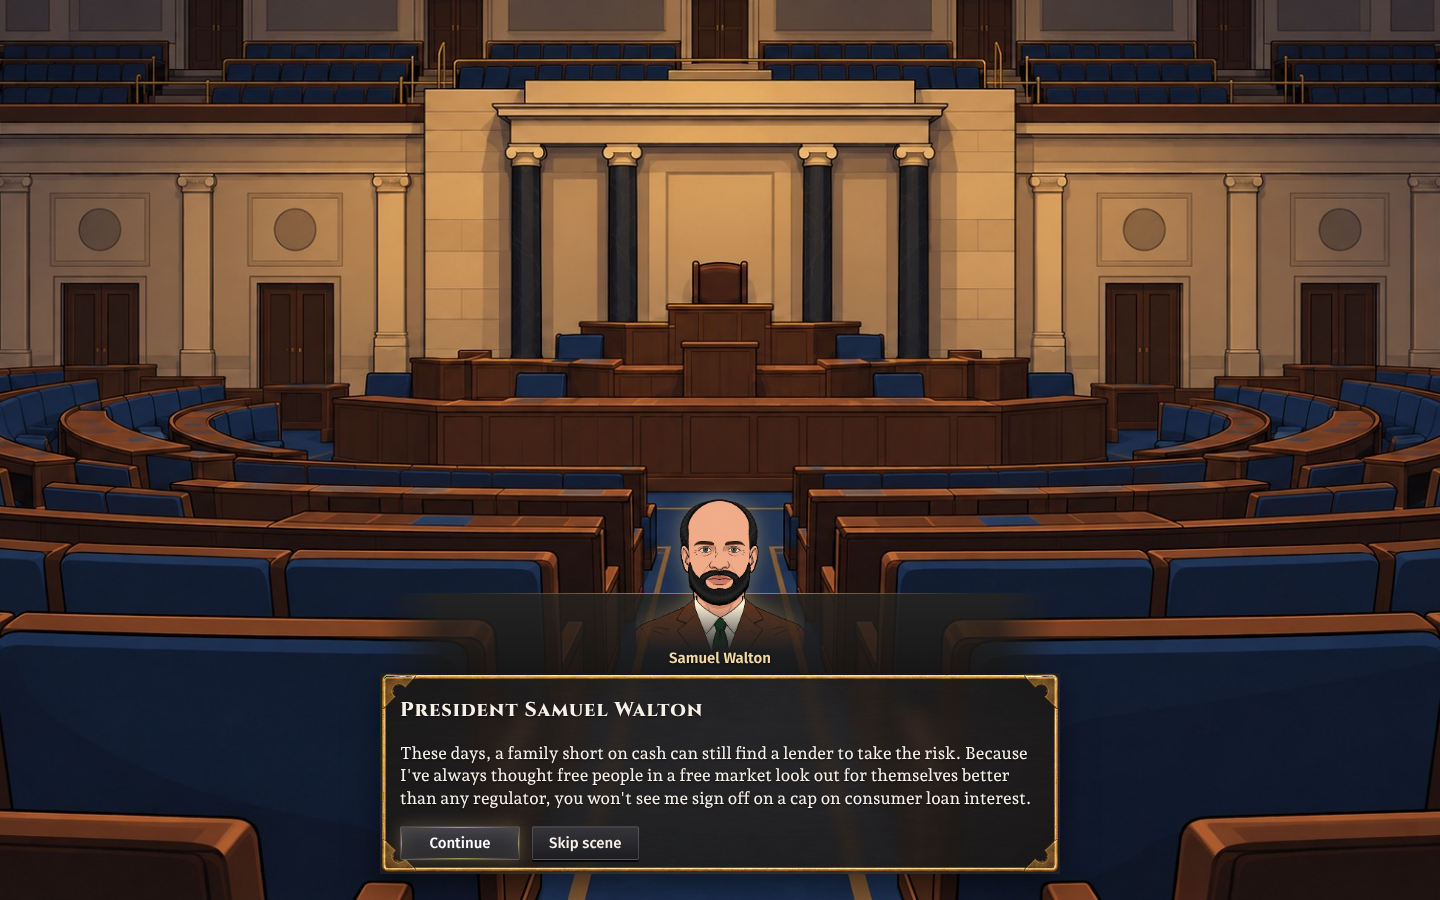 Samuel Walton
President Samuel Walton
These days, a family short on cash can still find a lender to take the risk. Because
I've always thought free people in a free market look out for themselves better
than any regulator, you won't see me sign off on a cap on consumer loan interest.
Continue
Skip scene